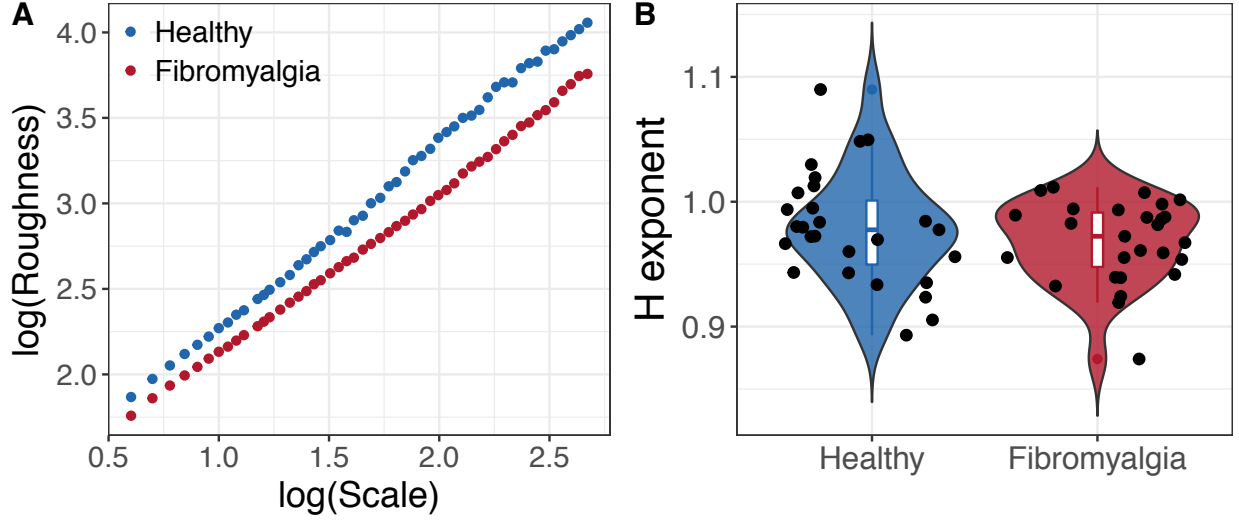 A
Healthy
Fibromyalgia
log(Roughness)
4.0
3.5
3.0
2.5
2.0
0.5 1.0 1.5 2.0 2.5
log(Scale)
B
H exponent
1.1
1.0
0.9
Healthy Fibromyalgia